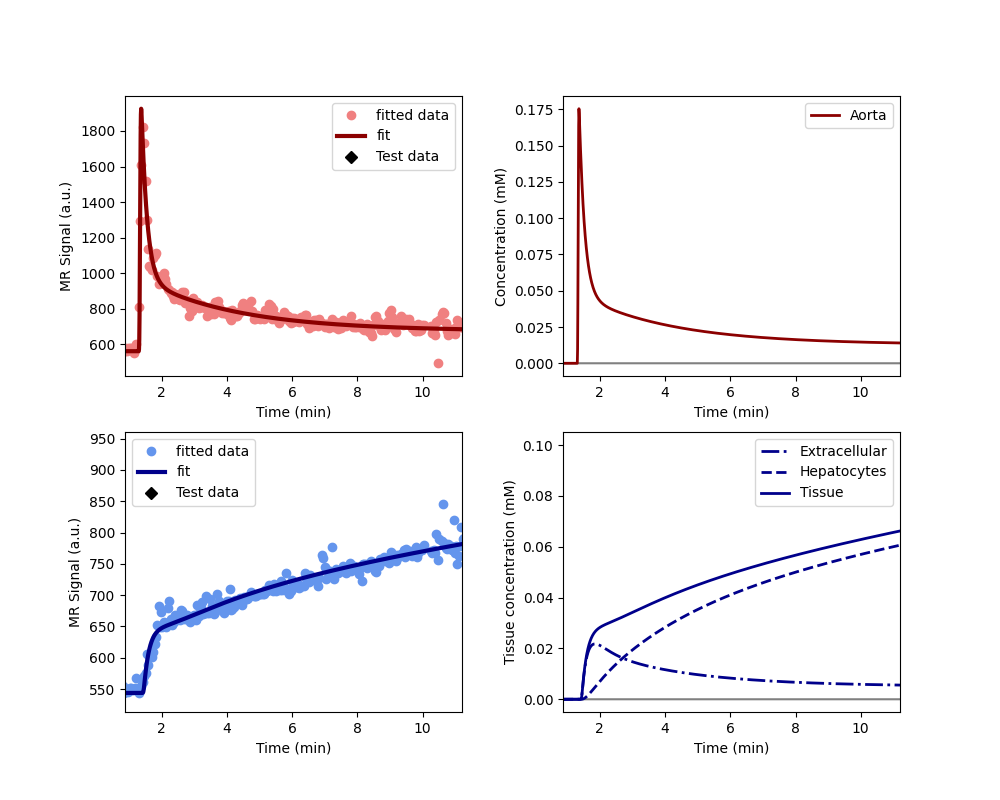 MR Signal (a.u.)
1800
1600
1400
1200
1000
800
600
fitted data
fit
Test data
2 4 6 8 10
Time (min)
Concentration (mM)
0.175
0.150
0.125
0.100
0.075
0.050
0.025
0.000
Aorta
2 4 6 8 10
Time (min)
MR Signal (a.u.)
950
900
850
800
750
700
650
600
550
fitted data
fit
Test data
2 4 6 8 10
Time (min)
Tissue concentration (mM)
0.10
0.08
0.06
0.04
0.02
0.00
Extracellular
Hepatocytes
Tissue
2 4 6 8 10
Time (min)